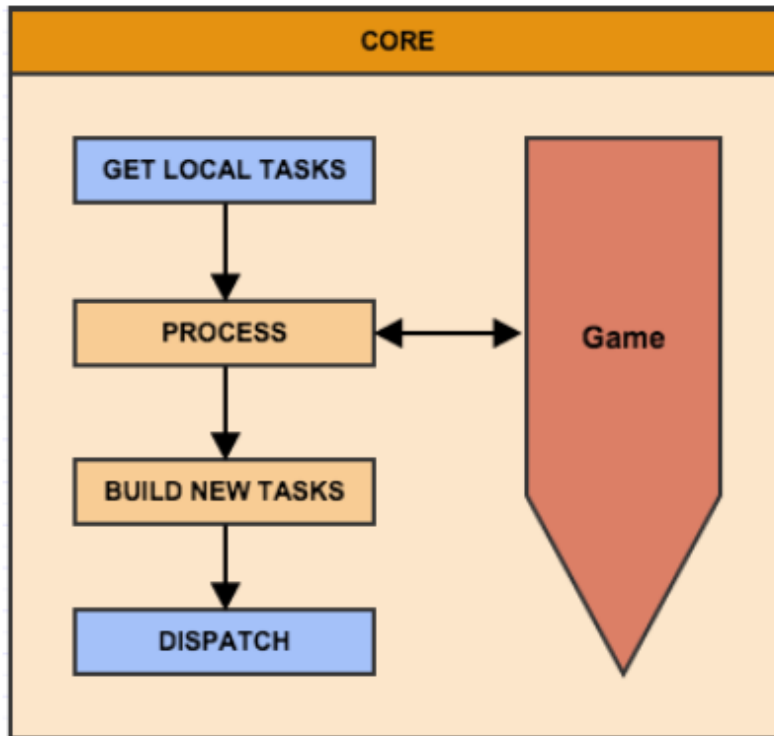 CORE
GET LOCAL TASKS
PROCESS
Game
BUILD NEW TASKS
DISPATCH